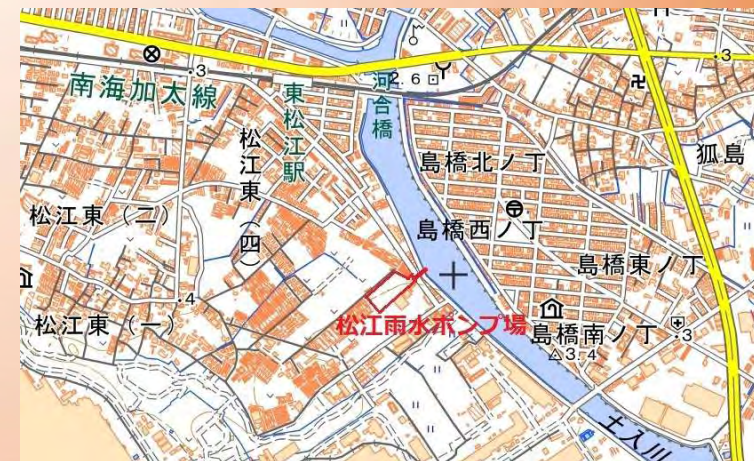 南海加太線
東松江駅
河合橋
2.6
3
3
松江東（四）
松江東（二）
松江東（一）
4
島橋北ノ丁
島橋西ノ丁
島橋東ノ丁
島橋南ノ丁
狐島
松江雨水ポンプ場
3.4
3
土入川